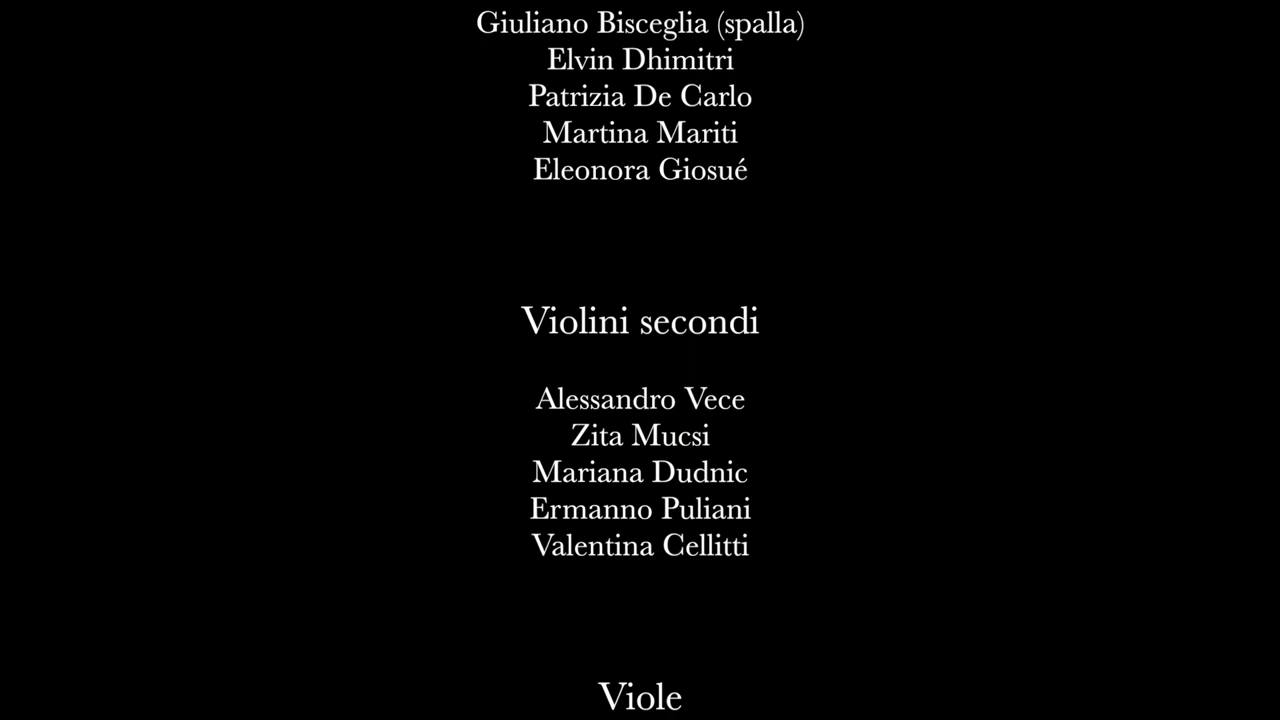 Giuliano Bisceglia (spalla)
Elvin Dhimitri
Patrizia De Carlo
Martina Mariti
Eleonora Giosué
Violini secondi
Alessandro Vece
Zita Mucsi
Mariana Dudnic
Ermanno Puliani
Valentina Cellitti
Viole